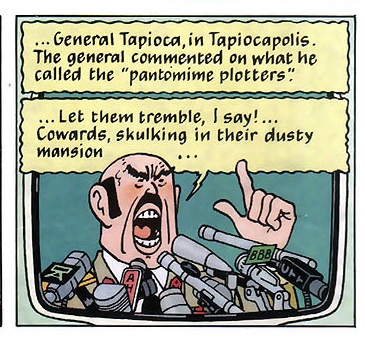 ... General Tapioca, in Tapiocapolis.
The general commented on what he
called the "pantomime plotters".
... Let them tremble, I say!...
Cowards, skulking in their dusty
mansion ...
BBB